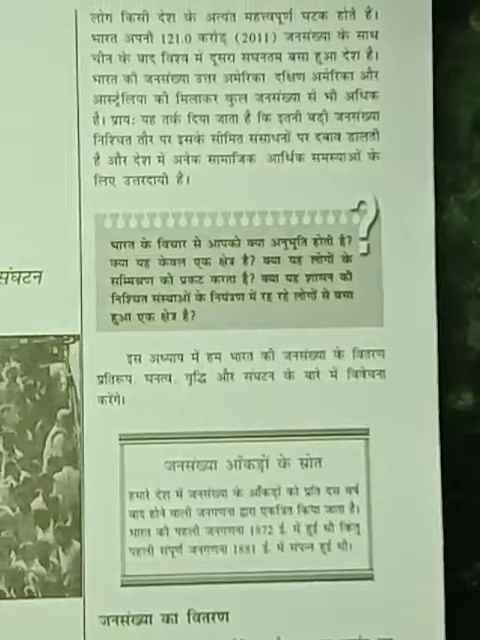 लोग किसी देश के अत्यंत महत्त्वपूर्ण घटक होते हैं।
भारत अपनी 121.0 करोड़ (2011) जनसंख्या के साथ
चीन के बाद विश्व में दूसरा सघनतम बसा हुआ देश है।
भारत की जनसंख्या उत्तर अमेरिका, दक्षिण अमेरिका और
आस्ट्रेलिया की मिलाकर कुल जनसंख्या से भी अधिक
है। प्रायः यह तर्क दिया जाता है कि इतनी बड़ी जनसंख्या
निश्चित तौर पर इसके सीमित संसाधनों पर दबाव डालती
है और देश में अनेक सामाजिक आर्थिक समस्याओं के
लिए उत्तरदायी है।
?
भारत के विचार से आपको क्या अनुभूति होती है?
क्या यह केवल एक क्षेत्र है? क्या यह लोगों के
सम्मिश्रण को प्रकट करता है? क्या यह शासन की
निश्चित संस्थाओं के नियंत्रण में रह रहे लोगों से बसा
हुआ एक क्षेत्र है?
संघटन
इस अध्याय में हम भारत की जनसंख्या के वितरण
प्रतिरूप, घनत्व, वृद्धि और संघटन के बारे में विवेचना
करेंगे।
जनसंख्या आँकड़ों के स्रोत
हमारे देश में जनसंख्या के आँकड़ों को प्रति दस वर्ष
बाद होने वाली जनगणना द्वारा एकत्रित किया जाता है।
भारत की पहली जनगणना 1872 ई. में हुई थी किंतु
पहली संपूर्ण जनगणना 1881 ई. में संपन्न हुई थी।
जनसंख्या का वितरण